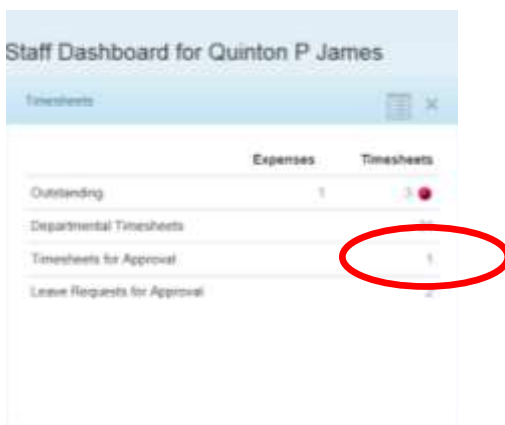 Staff Dashboard for Quinton P James
Timesheets
Expenses Timesheets
Outstanding 1 3
Departmental Timesheets
Timesheets for Approval 1
Leave Requests for Approval 2